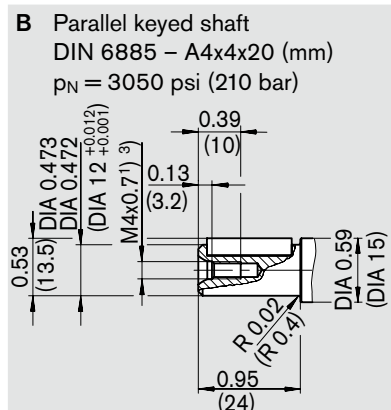 B Parallel keyed shaft
DIN 6885 – A4x4x20 (mm)
pN = 3050 psi (210 bar)
0.39
(10)
0.13
(3.2)
M4x0.7¹⁾ ³⁾
DIA 0.473
DIA 0.472
(DIA 12 +0.012 +0.001)
0.53
(13.5)
DIA 0.59
(DIA 15)
R 0.02
(R 0.4)
0.95
(24)